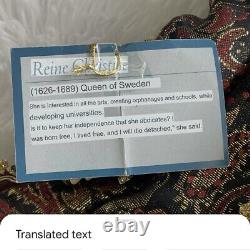 Reine Christine
(1626-1689) Queen of Sweden
She is interested in all the arts, creating orphanages and schools, while
developing universities
is it to keep her independence that she abdicates? I
was born free, I lived free, and I will die detached," she said
Translated text